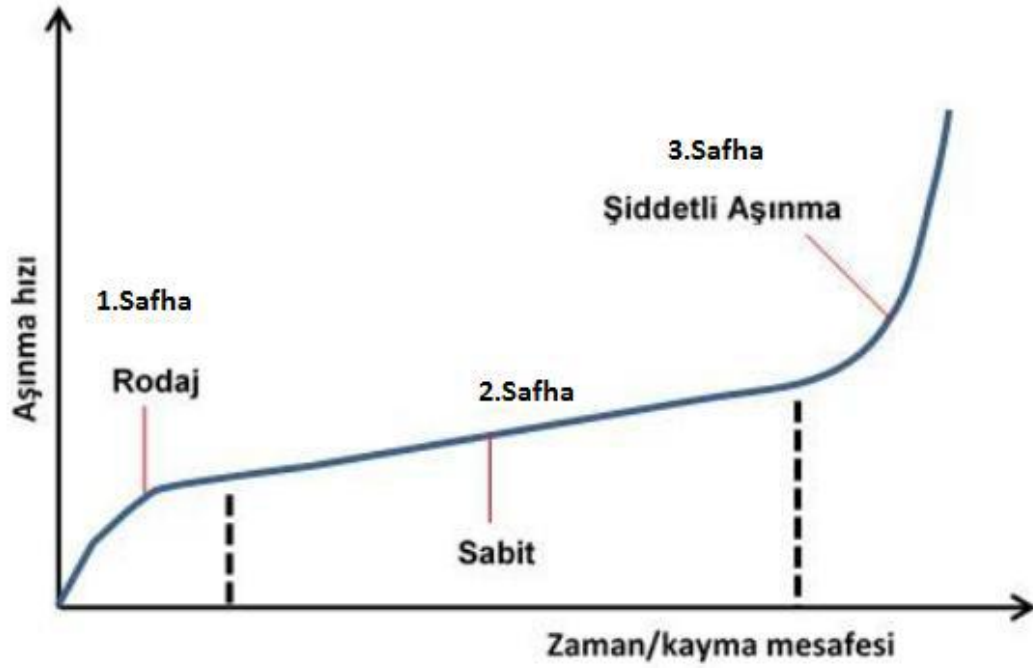 3.Safha
Şiddetli Aşınma
1.Safha
Aşınma hızı
Rodaj
2.Safha
Sabit
Zaman/kayma mesafesi